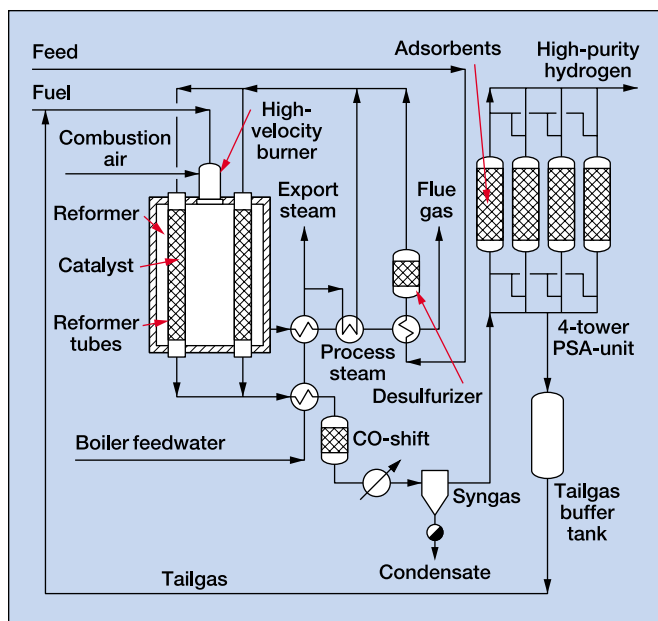 Feed
Fuel
Combustion
air
High-
velocity
burner
Adsorbents
High-purity
hydrogen
Reformer
Catalyst
Reformer
tubes
Export
steam
Flue
gas
Process
steam
Desulfurizer
4-tower
PSA-unit
Boiler feedwater
CO-shift
Syngas
Condensate
Tailgas
buffer
tank
Tailgas